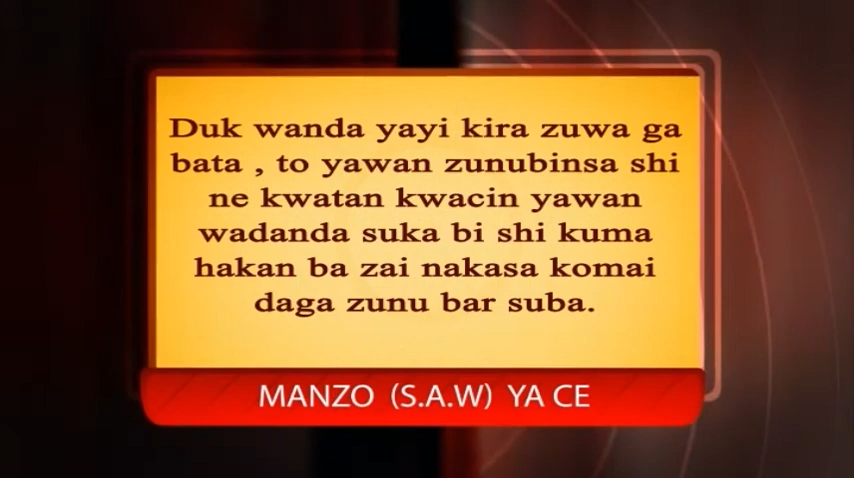 Duk wanda yayi kira zuwa ga
bata , to yawan zunubinsa shi
ne kwatan kwacin yawan
wadanda suka bi shi kuma
hakan ba zai nakasa komai
daga zunu bar suba.
MANZO (S.A.W) YA CE